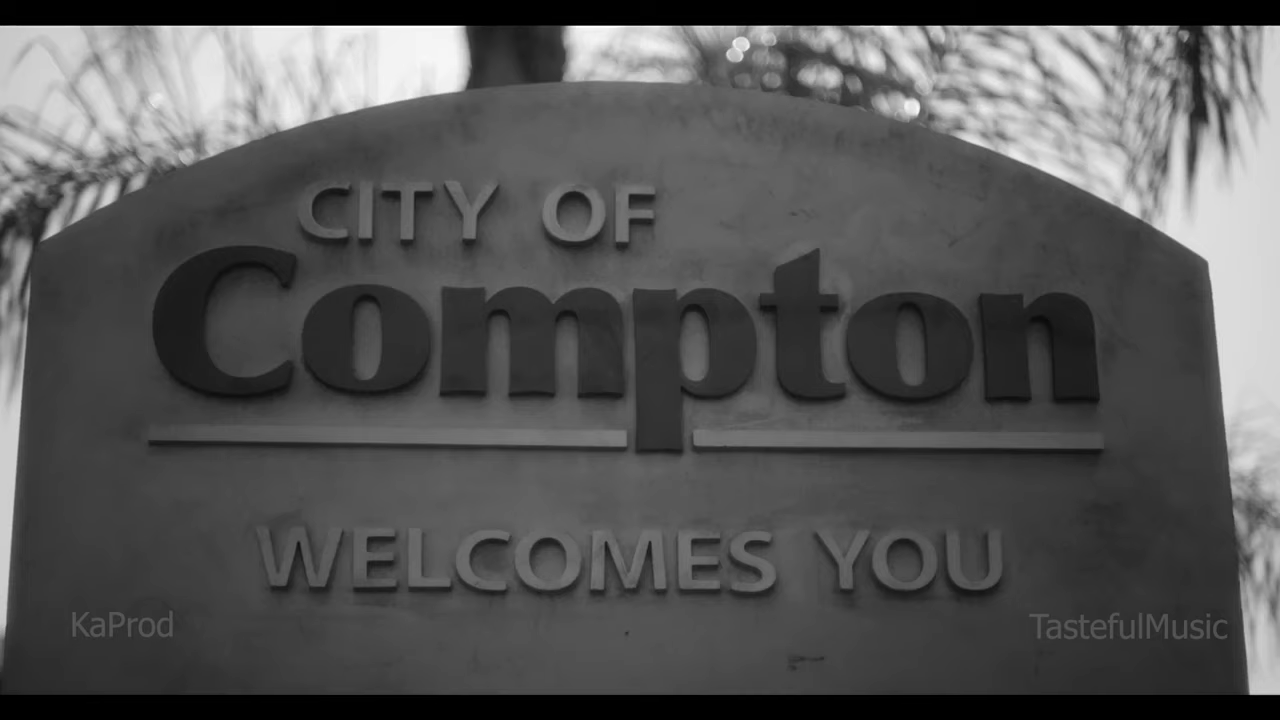 CITY OF
Compton
WELCOMES YOU
KaProd
TastefulMusic